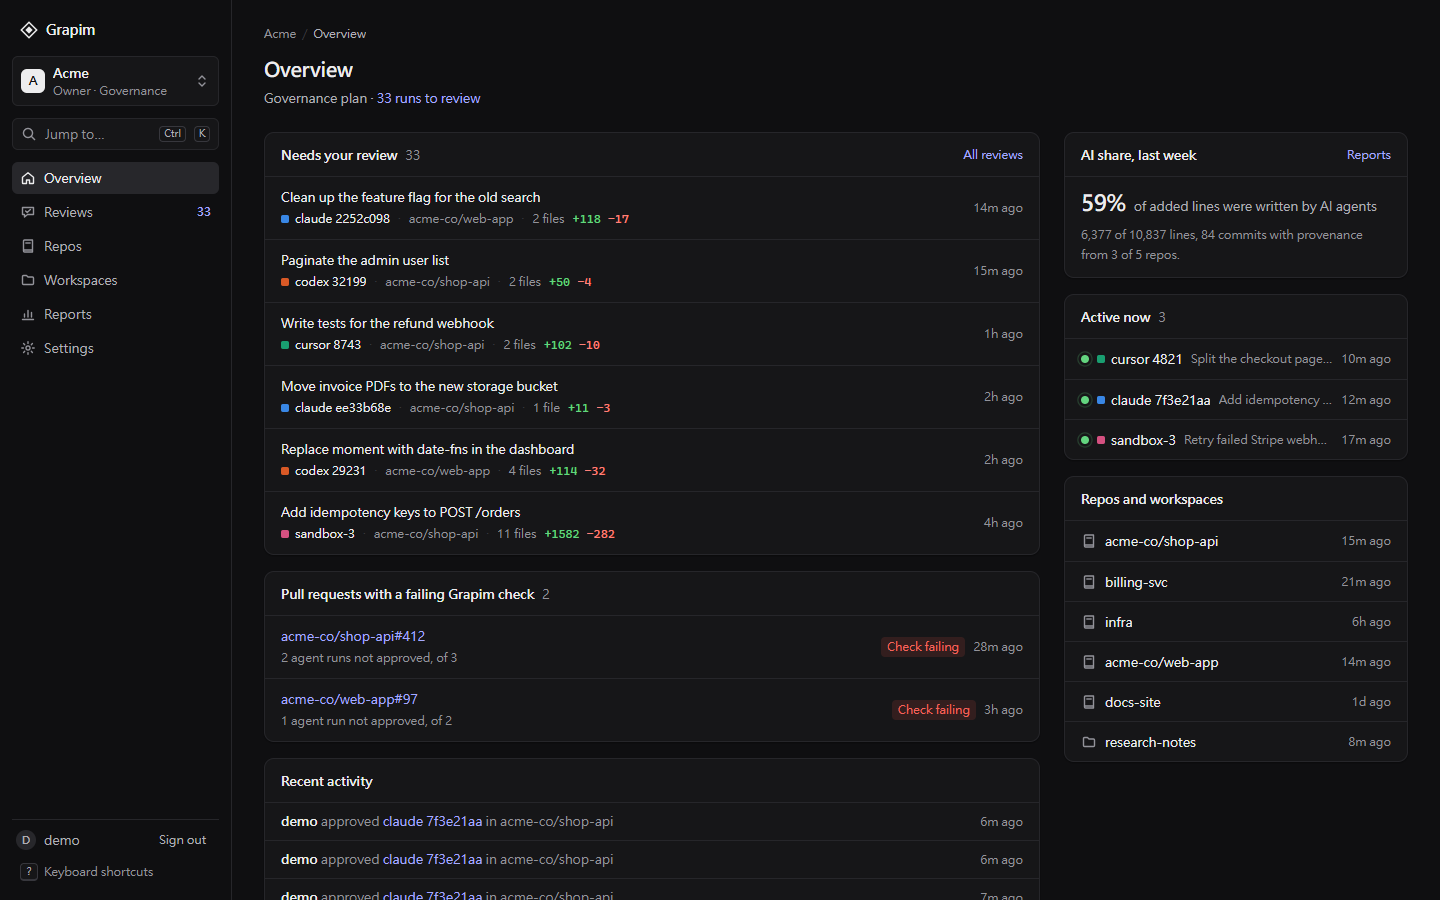 Grapim
A
Acme
Owner · Governance
Jump to...
Ctrl K
Overview
Reviews 33
Repos
Workspaces
Reports
Settings
D demo Sign out
? Keyboard shortcuts
Acme / Overview
Overview
Governance plan · 33 runs to review
Needs your review 33 All reviews
Clean up the feature flag for the old search
claude 2252c098 · acme-co/web-app · 2 files +118 −17
14m ago
Paginate the admin user list
codex 32199 · acme-co/shop-api · 2 files +50 −4
15m ago
Write tests for the refund webhook
cursor 8743 · acme-co/shop-api · 2 files +102 −10
1h ago
Move invoice PDFs to the new storage bucket
claude ee33b68e · acme-co/shop-api · 1 file +11 −3
2h ago
Replace moment with date-fns in the dashboard
codex 29231 · acme-co/web-app · 4 files +114 −32
2h ago
Add idempotency keys to POST /orders
sandbox-3 · acme-co/shop-api · 11 files +1582 −282
4h ago
Pull requests with a failing Grapim check 2
acme-co/shop-api#412
2 agent runs not approved, of 3
Check failing 28m ago
acme-co/web-app#97
1 agent run not approved, of 2
Check failing 3h ago
Recent activity
demo approved claude 7f3e21aa in acme-co/shop-api 6m ago
demo approved claude 7f3e21aa in acme-co/shop-api 6m ago
demo approved claude 7f3e21aa in acme-co/shop-api 7m ago
AI share, last week Reports
59% of added lines were written by AI agents
6,377 of 10,837 lines, 84 commits with provenance
from 3 of 5 repos.
Active now 3
cursor 4821 Split the checkout page... 10m ago
claude 7f3e21aa Add idempotency ... 12m ago
sandbox-3 Retry failed Stripe webh... 17m ago
Repos and workspaces
acme-co/shop-api 15m ago
billing-svc 21m ago
infra 6h ago
acme-co/web-app 14m ago
docs-site 1d ago
research-notes 8m ago